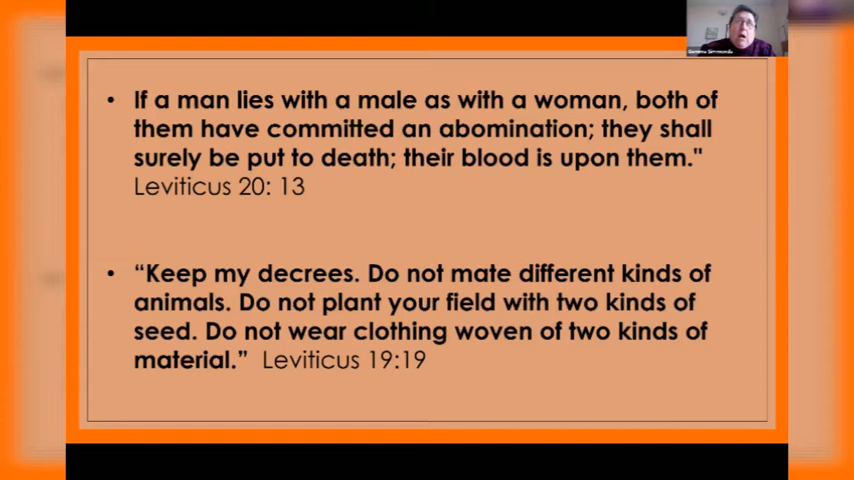 Gemma Simmonds
• If a man lies with a male as with a woman, both of
them have committed an abomination; they shall
surely be put to death; their blood is upon them."
Leviticus 20: 13
• “Keep my decrees. Do not mate different kinds of
animals. Do not plant your field with two kinds of
seed. Do not wear clothing woven of two kinds of
material.” Leviticus 19:19